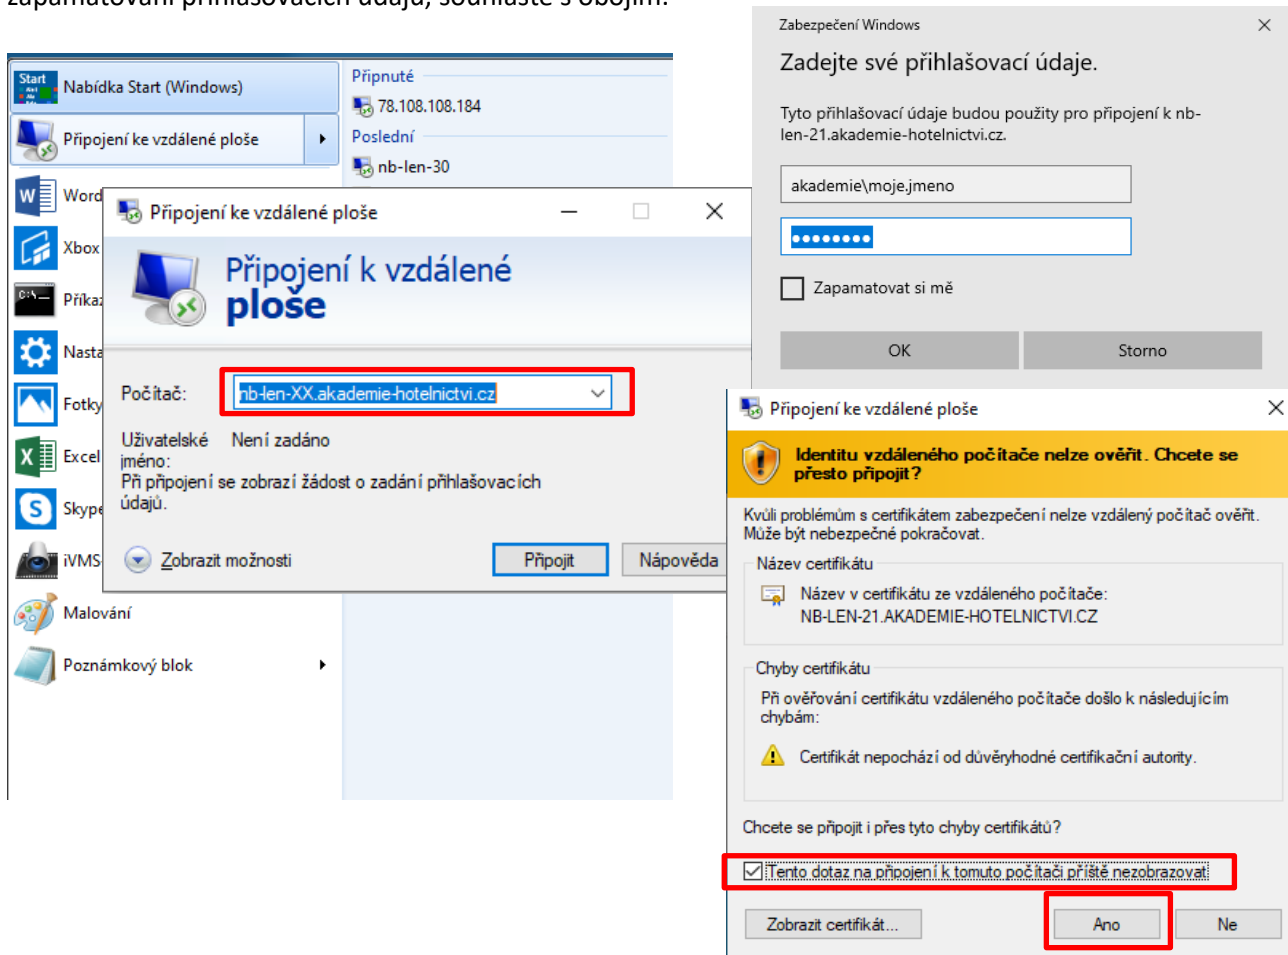 zapamatování přihlašovacích údajů, souhlaste s obojím.
Start
Nabídka Start (Windows)
Připojení ke vzdálené ploše
Word
Xbox
Příkaz
Nasta
Fotky
Excel
Skype
iVMS
Malování
Poznámkový blok
Připnuté
78.108.108.184
Poslední
nb-len-30
Připojení ke vzdálené ploše
Připojení k vzdálené
ploše
Počítač:
nb-len-XX.akademie-hotelnictvi.cz
Uživatelské
jméno:
Není zadáno
Při připojení se zobrazí žádost o zadání přihlašovacích
údajů.
Zobrazit možnosti
Připojit
Nápověda
Zabezpečení Windows
Zadejte své přihlašovací údaje.
Tyto přihlašovací údaje budou použity pro připojení k nb-
len-21.akademie-hotelnictvi.cz.
akademie\moje.jmeno
••••••••
Zapamatovat si mě
OK
Storno
Připojení ke vzdálené ploše
Identitu vzdáleného počítače nelze ověřit. Chcete se
přesto připojit?
Kvůli problémům s certifikátem zabezpečení nelze vzdálený počítač ověřit.
Může být nebezpečné pokračovat.
Název certifikátu
Název v certifikátu ze vzdáleného počítače:
NB-LEN-21.AKADEMIE-HOTELNICTVI.CZ
Chyby certifikátu
Při ověřování certifikátu vzdáleného počítače došlo k následujícím
chybám:
Certifikát nepochází od důvěryhodné certifikační autority.
Chcete se připojit i přes tyto chyby certifikátů?
Tento dotaz na připojení k tomuto počítači příště nezobrazovat
Zobrazit certifikát...
Ano
Ne